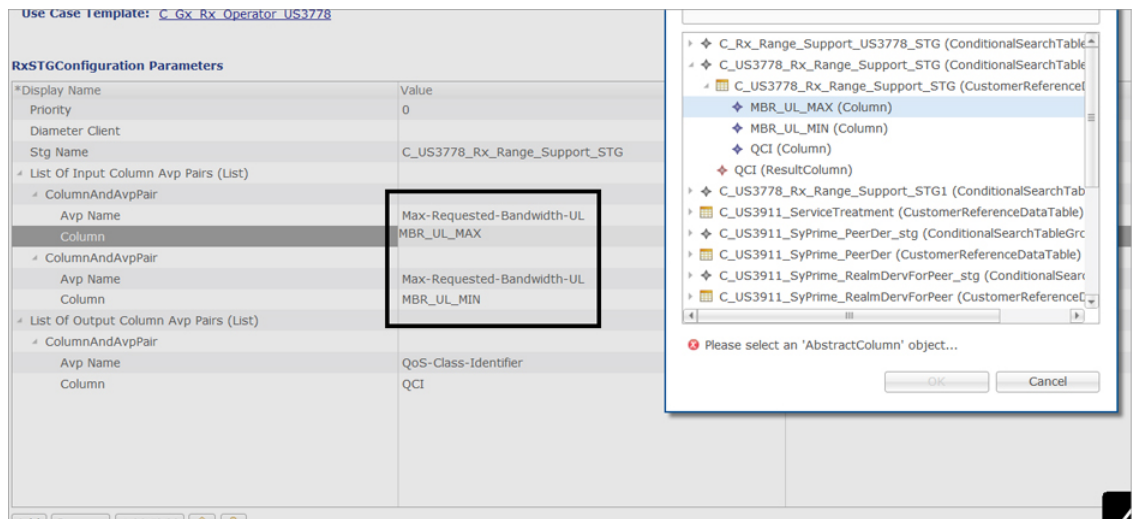 Use Case Template: C_Gx_Rx_Operator_US3778
RxSTGConfiguration Parameters
*Display Name Value
Priority 0
Diameter Client
Stg Name C_US3778_Rx_Range_Support_STG
List Of Input Column Avp Pairs (List)
ColumnAndAvpPair
Avp Name Max-Requested-Bandwidth-UL
Column MBR_UL_MAX
ColumnAndAvpPair
Avp Name Max-Requested-Bandwidth-UL
Column MBR_UL_MIN
List Of Output Column Avp Pairs (List)
ColumnAndAvpPair
Avp Name QoS-Class-Identifier
Column QCI
C_Rx_Range_Support_US3778_STG (ConditionalSearchTable
C_US3778_Rx_Range_Support_STG (ConditionalSearchTable
C_US3778_Rx_Range_Support_STG (CustomerReferenceD
MBR_UL_MAX (Column)
MBR_UL_MIN (Column)
QCI (Column)
QCI (ResultColumn)
C_US3778_Rx_Range_Support_STG1 (ConditionalSearchTab
C_US3911_ServiceTreatment (CustomerReferenceDataTable)
C_US3911_SyPrime_PeerDer_stg (ConditionalSearchTableGro
C_US3911_SyPrime_PeerDer (CustomerReferenceDataTable)
C_US3911_SyPrime_RealmDervForPeer_stg (ConditionalSearc
C_US3911_SyPrime_RealmDervForPeer (CustomerReferenceD
Please select an 'AbstractColumn' object...
OK Cancel